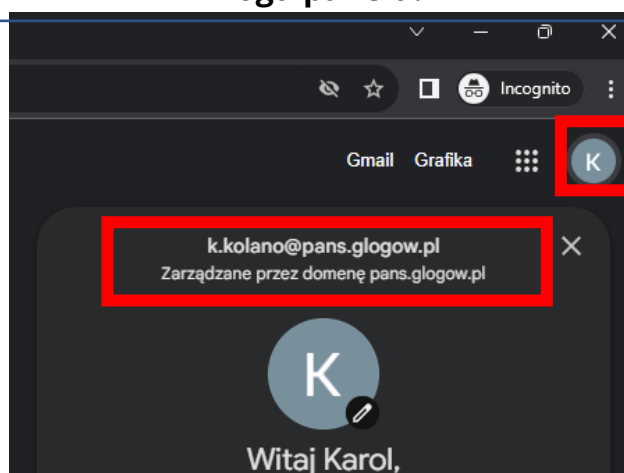 Incognito
Gmail Grafika K
k.kolano@pans.glogow.pl
Zarządzane przez domenę pans.glogow.pl
K
Witaj Karol,